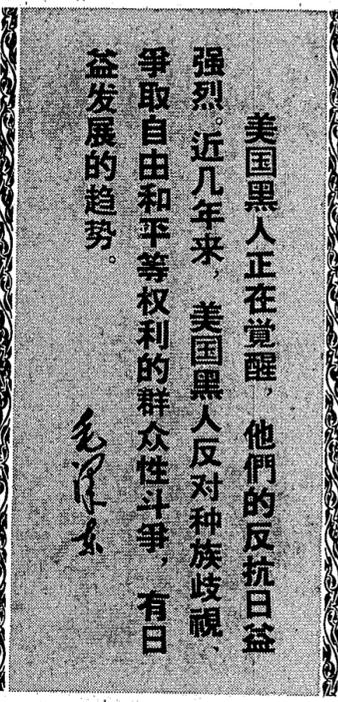 美国黑人正在觉醒，他們的反抗日益
强烈。近几年来，美国黑人反对种族歧視、
爭取自由和平等权利的群众性斗爭，有日
益发展的趋势。
毛泽东